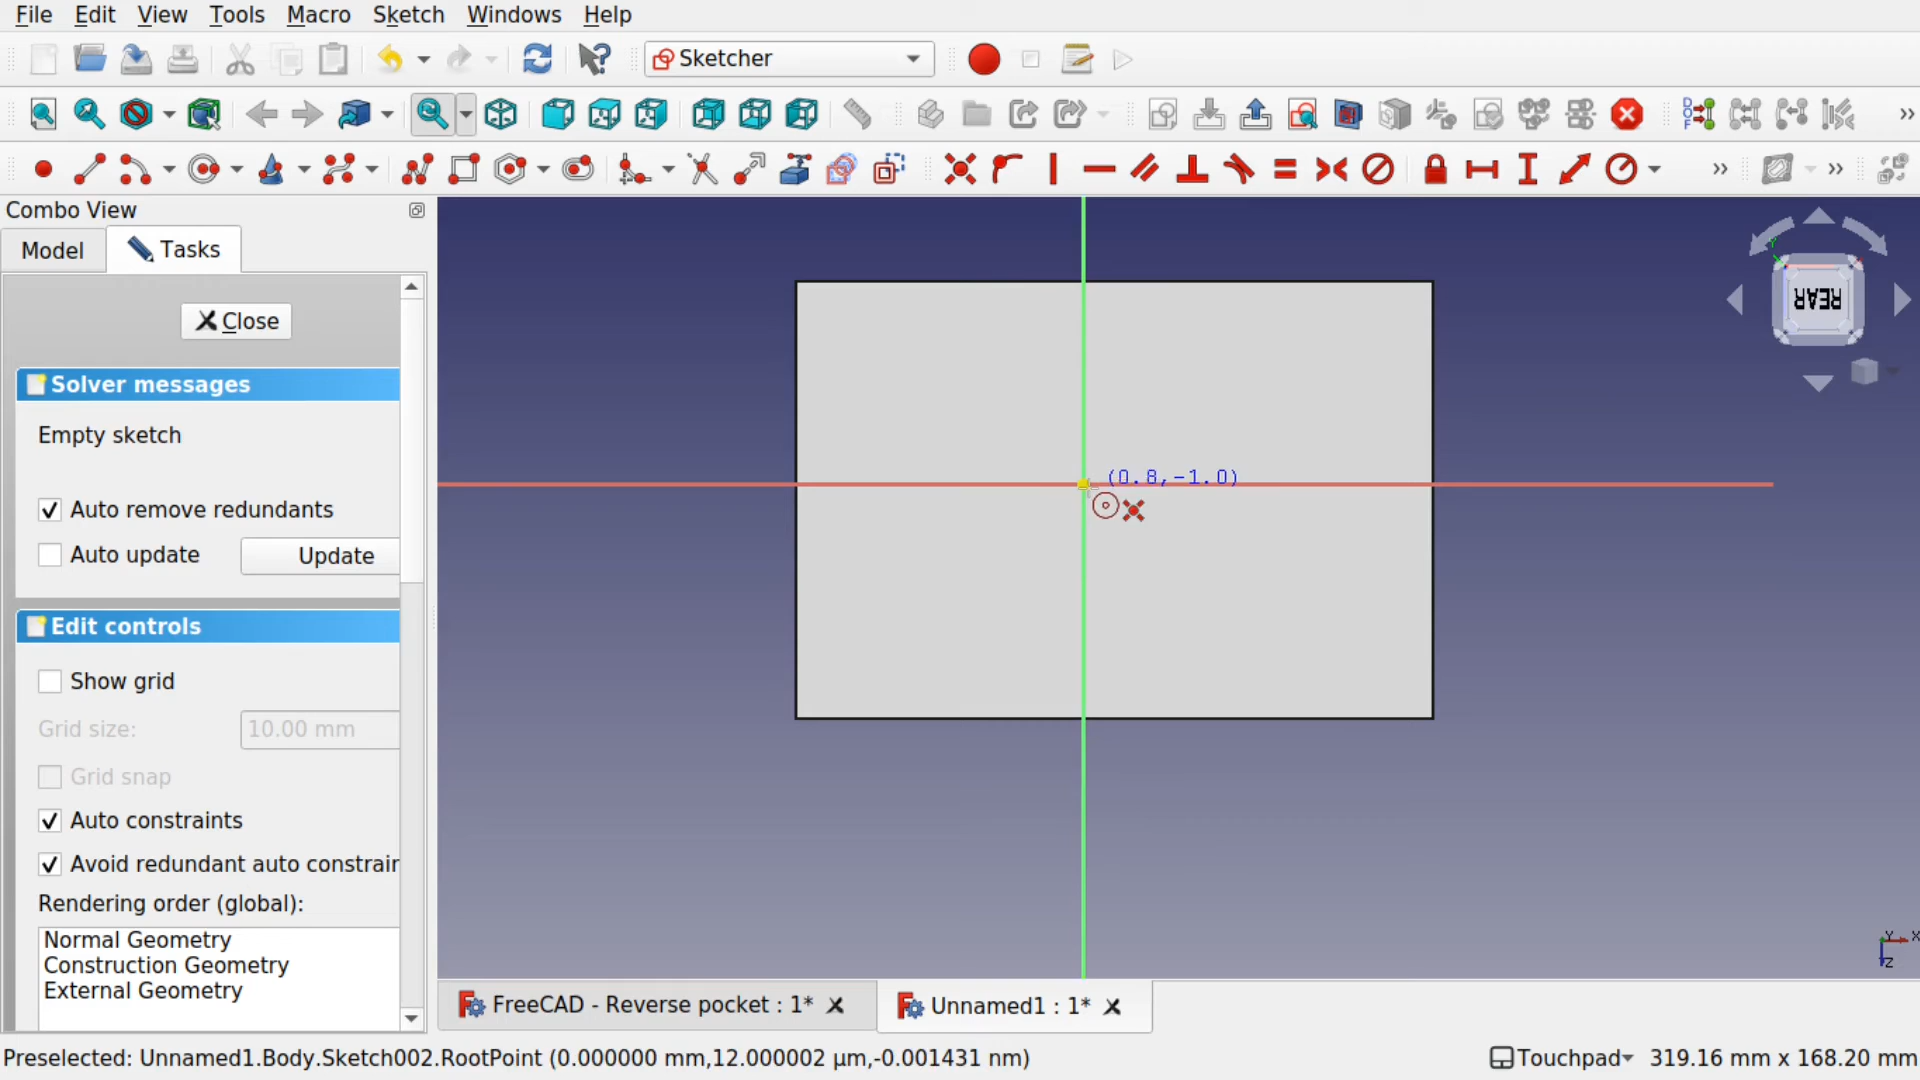 File Edit View Tools Macro Sketch Windows Help
Sketcher
Combo View
Model Tasks
Close
Solver messages
Empty sketch
Auto remove redundants
Auto update Update
Edit controls
Show grid
Grid size: 10.00 mm
Grid snap
Auto constraints
Avoid redundant auto constrain
Rendering order (global):
Normal Geometry
Construction Geometry
External Geometry
(0.8,-1.0)
Y
REAR
Y X
Z
FreeCAD - Reverse pocket : 1*
Unnamed1 : 1*
Preselected: Unnamed1.Body.Sketch002.RootPoint (0.000000 mm,12.000002 µm,-0.001431 nm)
Touchpad 319.16 mm x 168.20 mm